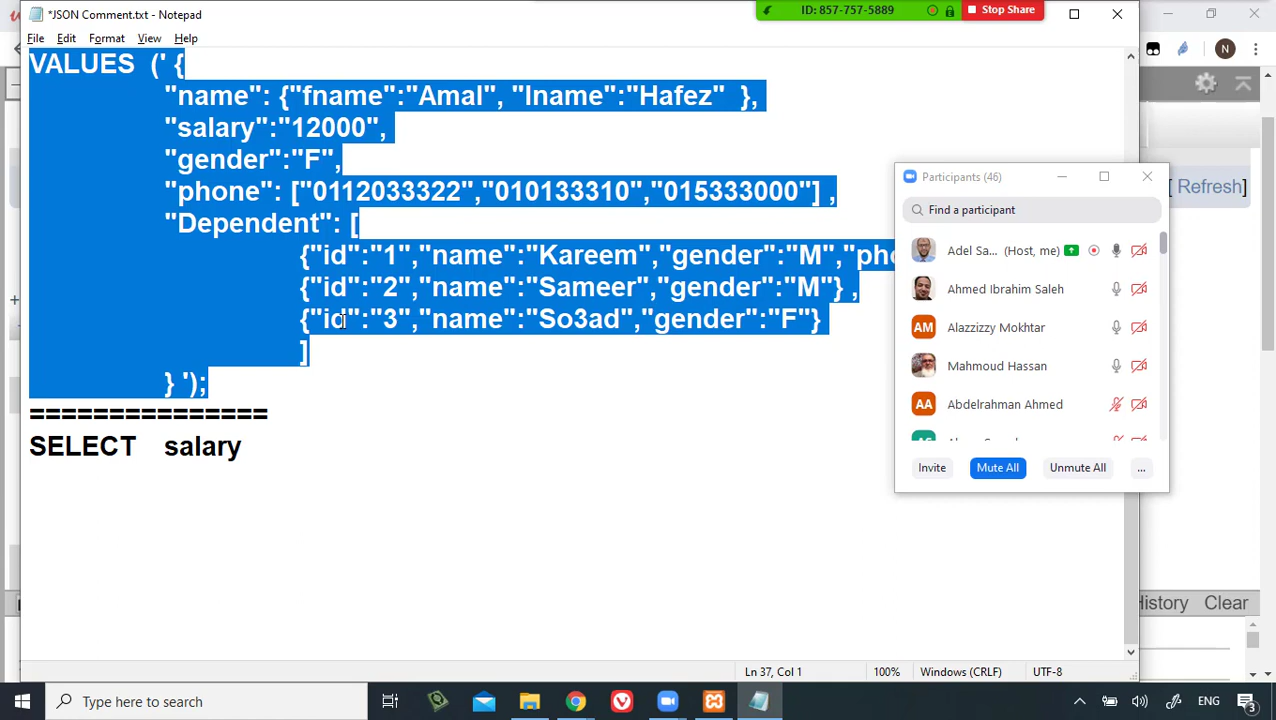 *JSON Comment.txt - Notepad
ID: 857-757-5889
Stop Share
File Edit Format View Help
N
VALUES (' {
"name": {"fname":"Amal", "lname":"Hafez" },
"salary":"12000",
"gender":"F",
"phone": ["0112033322","010133310","015333000"] ,
"Dependent": [
{"id":"1","name":"Kareem","gender":"M","pho
{"id":"2","name":"Sameer","gender":"M"} ,
{"id":"3","name":"So3ad","gender":"F"}
]
} ');
===============
SELECT salary
Participants (46)
Find a participant
Adel Sa... (Host, me)
Ahmed Ibrahim Saleh
AM Alazzizy Mokhtar
Mahmoud Hassan
AA Abdelrahman Ahmed
Invite Mute All Unmute All ...
[ Refresh]
History Clear
Ln 37, Col 1 100% Windows (CRLF) UTF-8
Type here to search
ENG
3